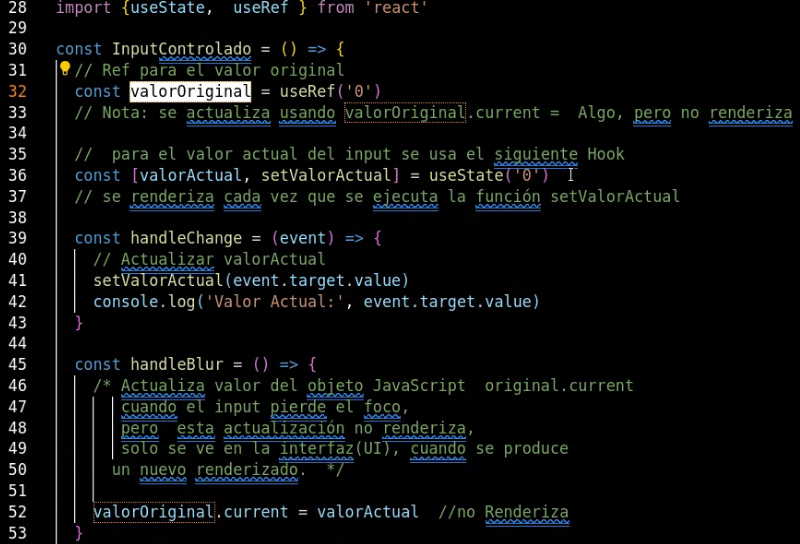 28 import {useState,  useRef } from 'react'
29
30 const InputControlado = () => {
31 // Ref para el valor original
32 const valorOriginal = useRef('0')
33 // Nota: se actualiza usando valorOriginal.current =  Algo, pero no renderiza
34
35 //  para el valor actual del input se usa el siguiente Hook
36 const [valorActual, setValorActual] = useState('0')
37 // se renderiza cada vez que se ejecuta la función setValorActual
38
39 const handleChange = (event) => {
40 // Actualizar valorActual
41 setValorActual(event.target.value)
42 console.log('Valor Actual:', event.target.value)
43 }
44
45 const handleBlur = () => {
46 /* Actualiza valor del objeto JavaScript  original.current
47 cuando el input pierde el foco,
48 pero  esta actualización no renderiza,
49 solo se ve en la interfaz(UI), cuando se produce
50 un nuevo renderizado.  */
51
52 valorOriginal.current = valorActual  //no Renderiza
53 }